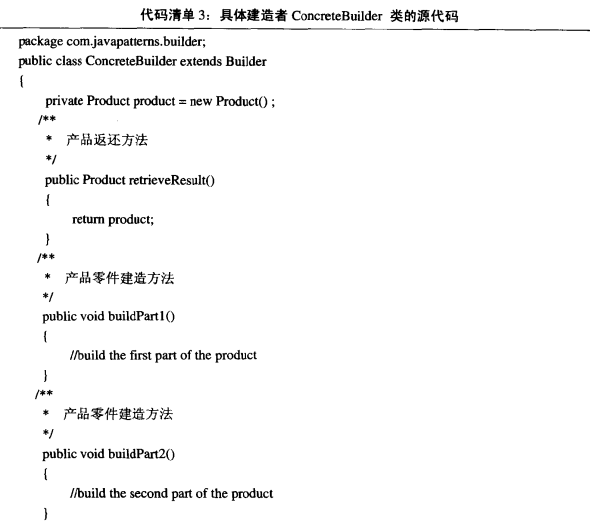 代码清单 3：具体建造者 ConcreteBuilder 类的源代码
package com.javapatterns.builder;
public class ConcreteBuilder extends Builder
{
private Product product = new Product() ;
/**
* 产品返还方法
*/
public Product retrieveResult()
{
return product;
}
/**
* 产品零件建造方法
*/
public void buildPart1()
{
//build the first part of the product
}
/**
* 产品零件建造方法
*/
public void buildPart2()
{
//build the second part of the product
}